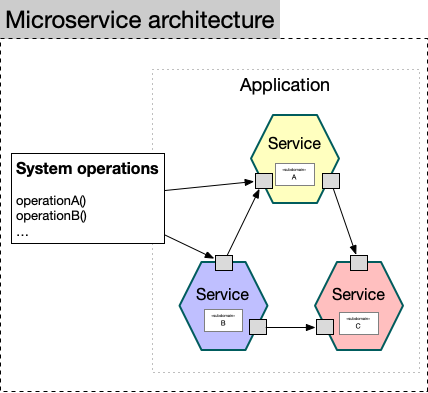 Microservice architecture
Application
System operations
operationA()
operationB()
...
Service
«subdomain»
A
Service
«subdomain»
B
Service
«subdomain»
C